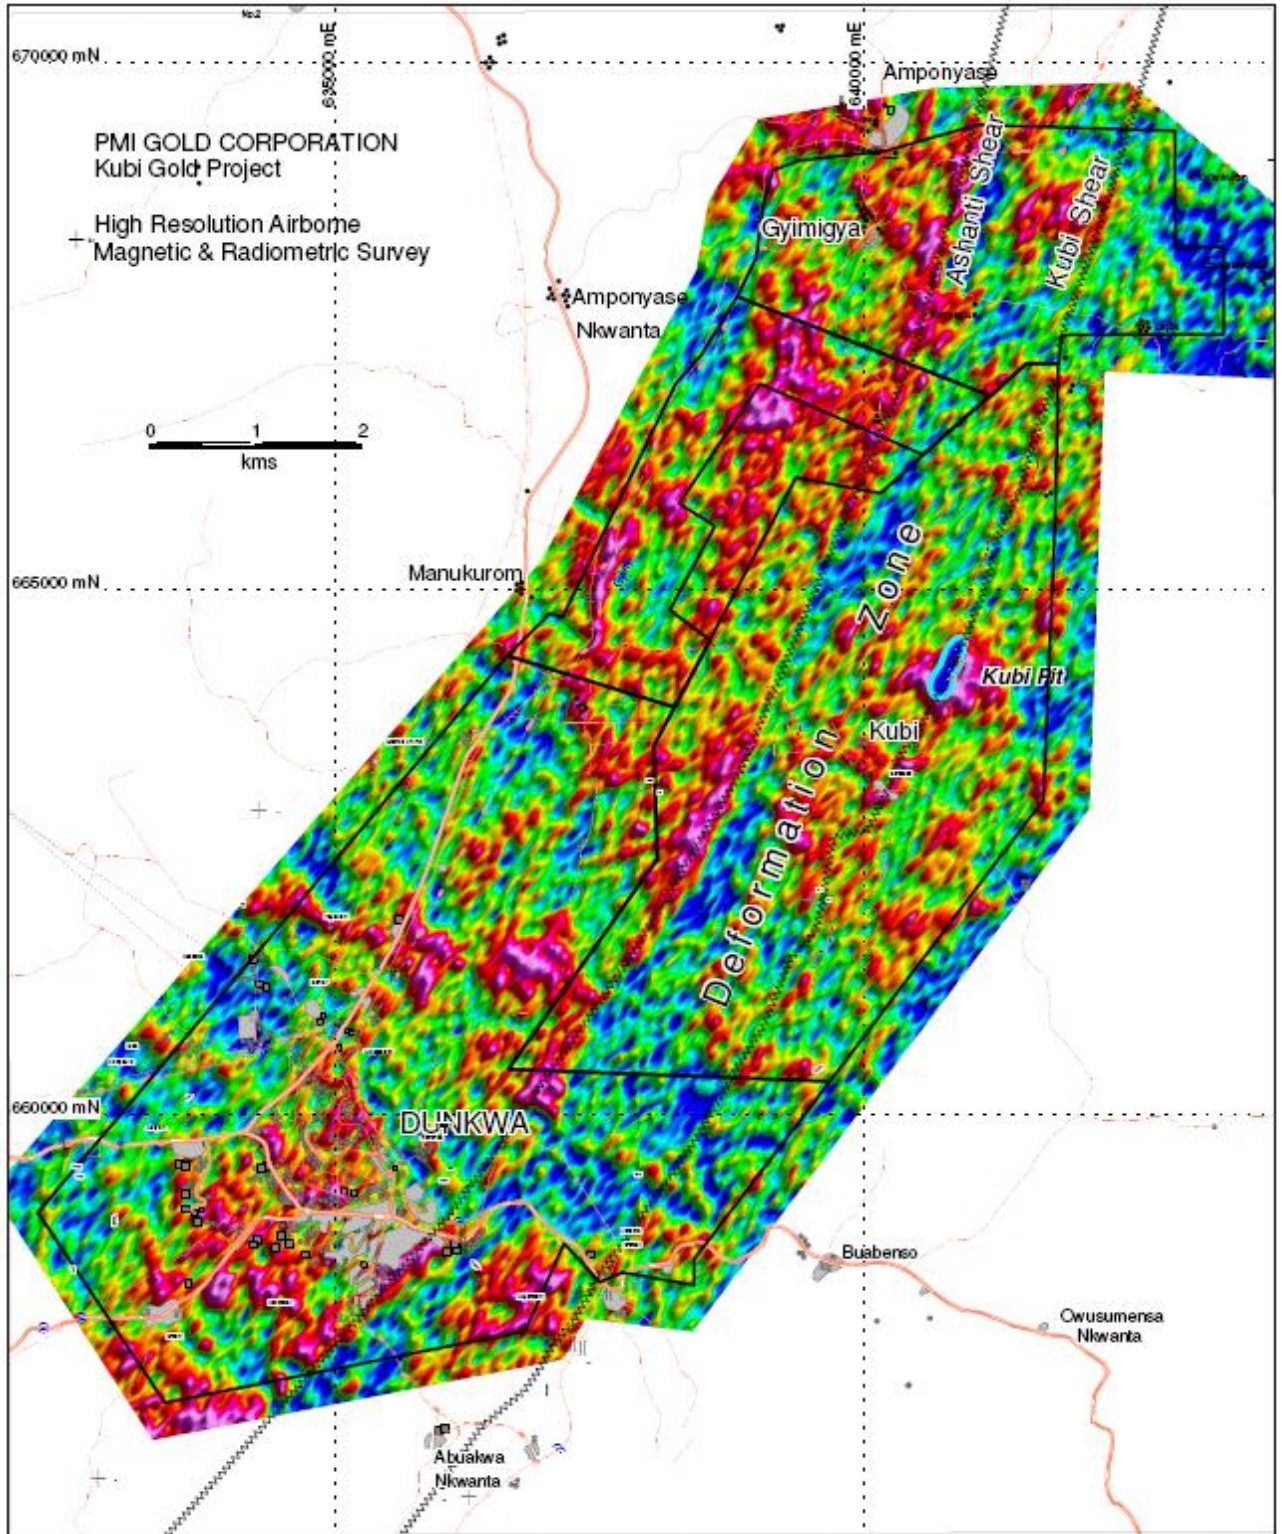 No.2
670000 mN
635000 mE
640000 mE
Amponyase
PMI GOLD CORPORATION
Kubi Gold Project
High Resolution Airborne
Magnetic & Radiometric Survey
Ashanti Shear
Kubi Shear
Gyimigya
Amponyase
Nkwanta
0 1 2
kms
665000 mN
Manukurom
Deformation Zone
Kubi Pit
Kubi
660000 mN
DUNKWA
Buabenso
Owusumensa
Nkwanta
Abuakwa
Nkwanta